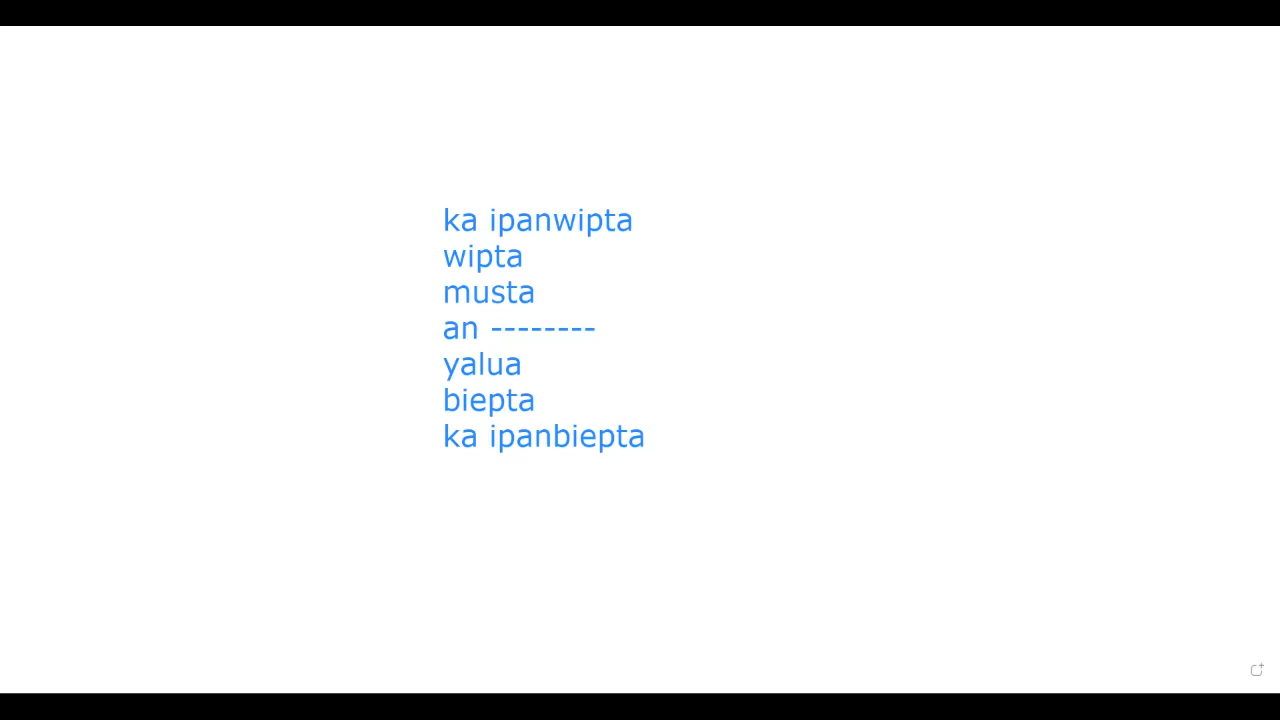 ka ipanwipta
wipta
musta
an --------
yalua
biepta
ka ipanbiepta